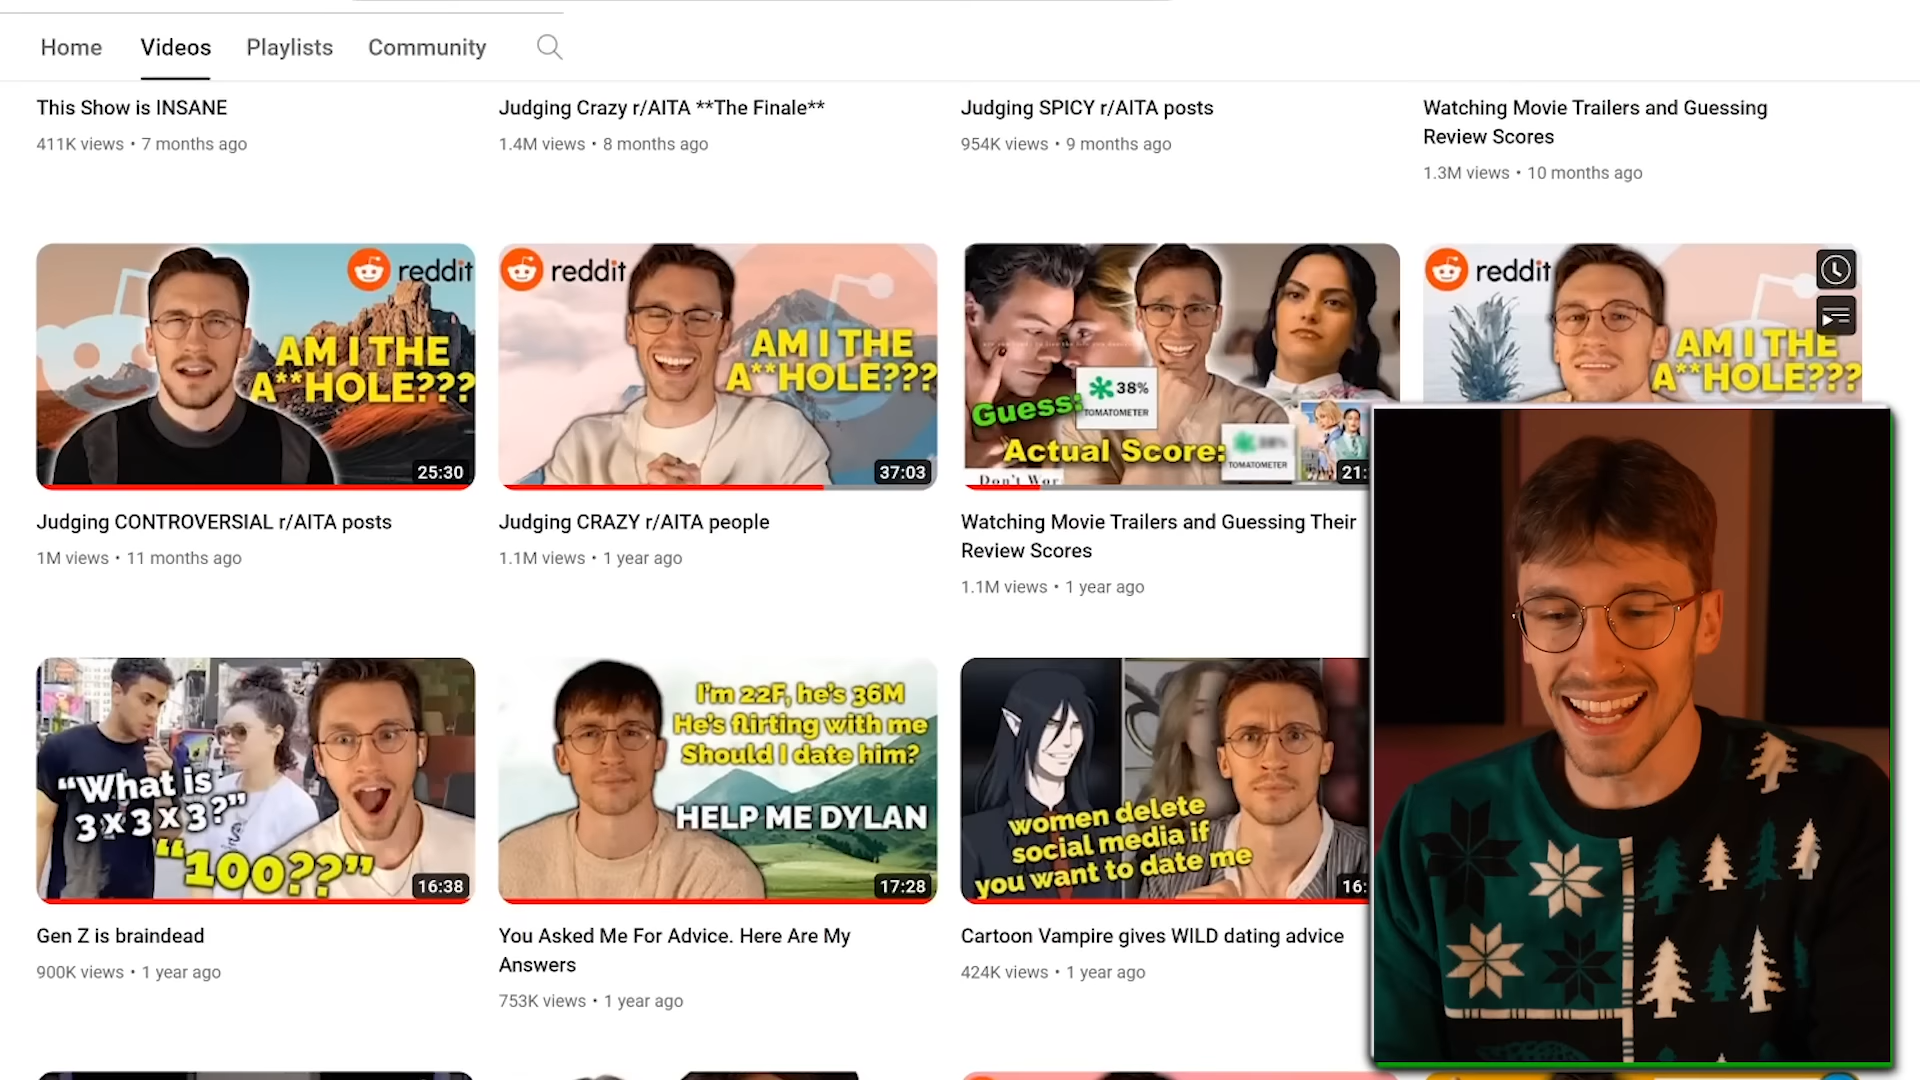 Home
Videos
Playlists
Community
This Show is INSANE
411K views • 7 months ago
Judging Crazy r/AITA **The Finale**
1.4M views • 8 months ago
Judging SPICY r/AITA posts
954K views • 9 months ago
Watching Movie Trailers and Guessing
Review Scores
1.3M views • 10 months ago
reddit
AM I THE
A**HOLE???
25:30
Judging CONTROVERSIAL r/AITA posts
1M views • 11 months ago
reddit
AM I THE
A**HOLE???
37:03
Judging CRAZY r/AITA people
1.1M views • 1 year ago
38%
TOMATOMETER
Guess:
Actual Score:
TOMATOMETER
Don't Wor
21:
Watching Movie Trailers and Guessing Their
Review Scores
1.1M views • 1 year ago
reddit
AM I THE
A**HOLE???
"What is
3 x 3 x 3?"
"100??"
16:38
Gen Z is braindead
900K views • 1 year ago
I'm 22F, he's 36M
He's flirting with me
Should I date him?
HELP ME DYLAN
17:28
You Asked Me For Advice. Here Are My
Answers
753K views • 1 year ago
women delete
social media if
you want to date me
16:
Cartoon Vampire gives WILD dating advice
424K views • 1 year ago